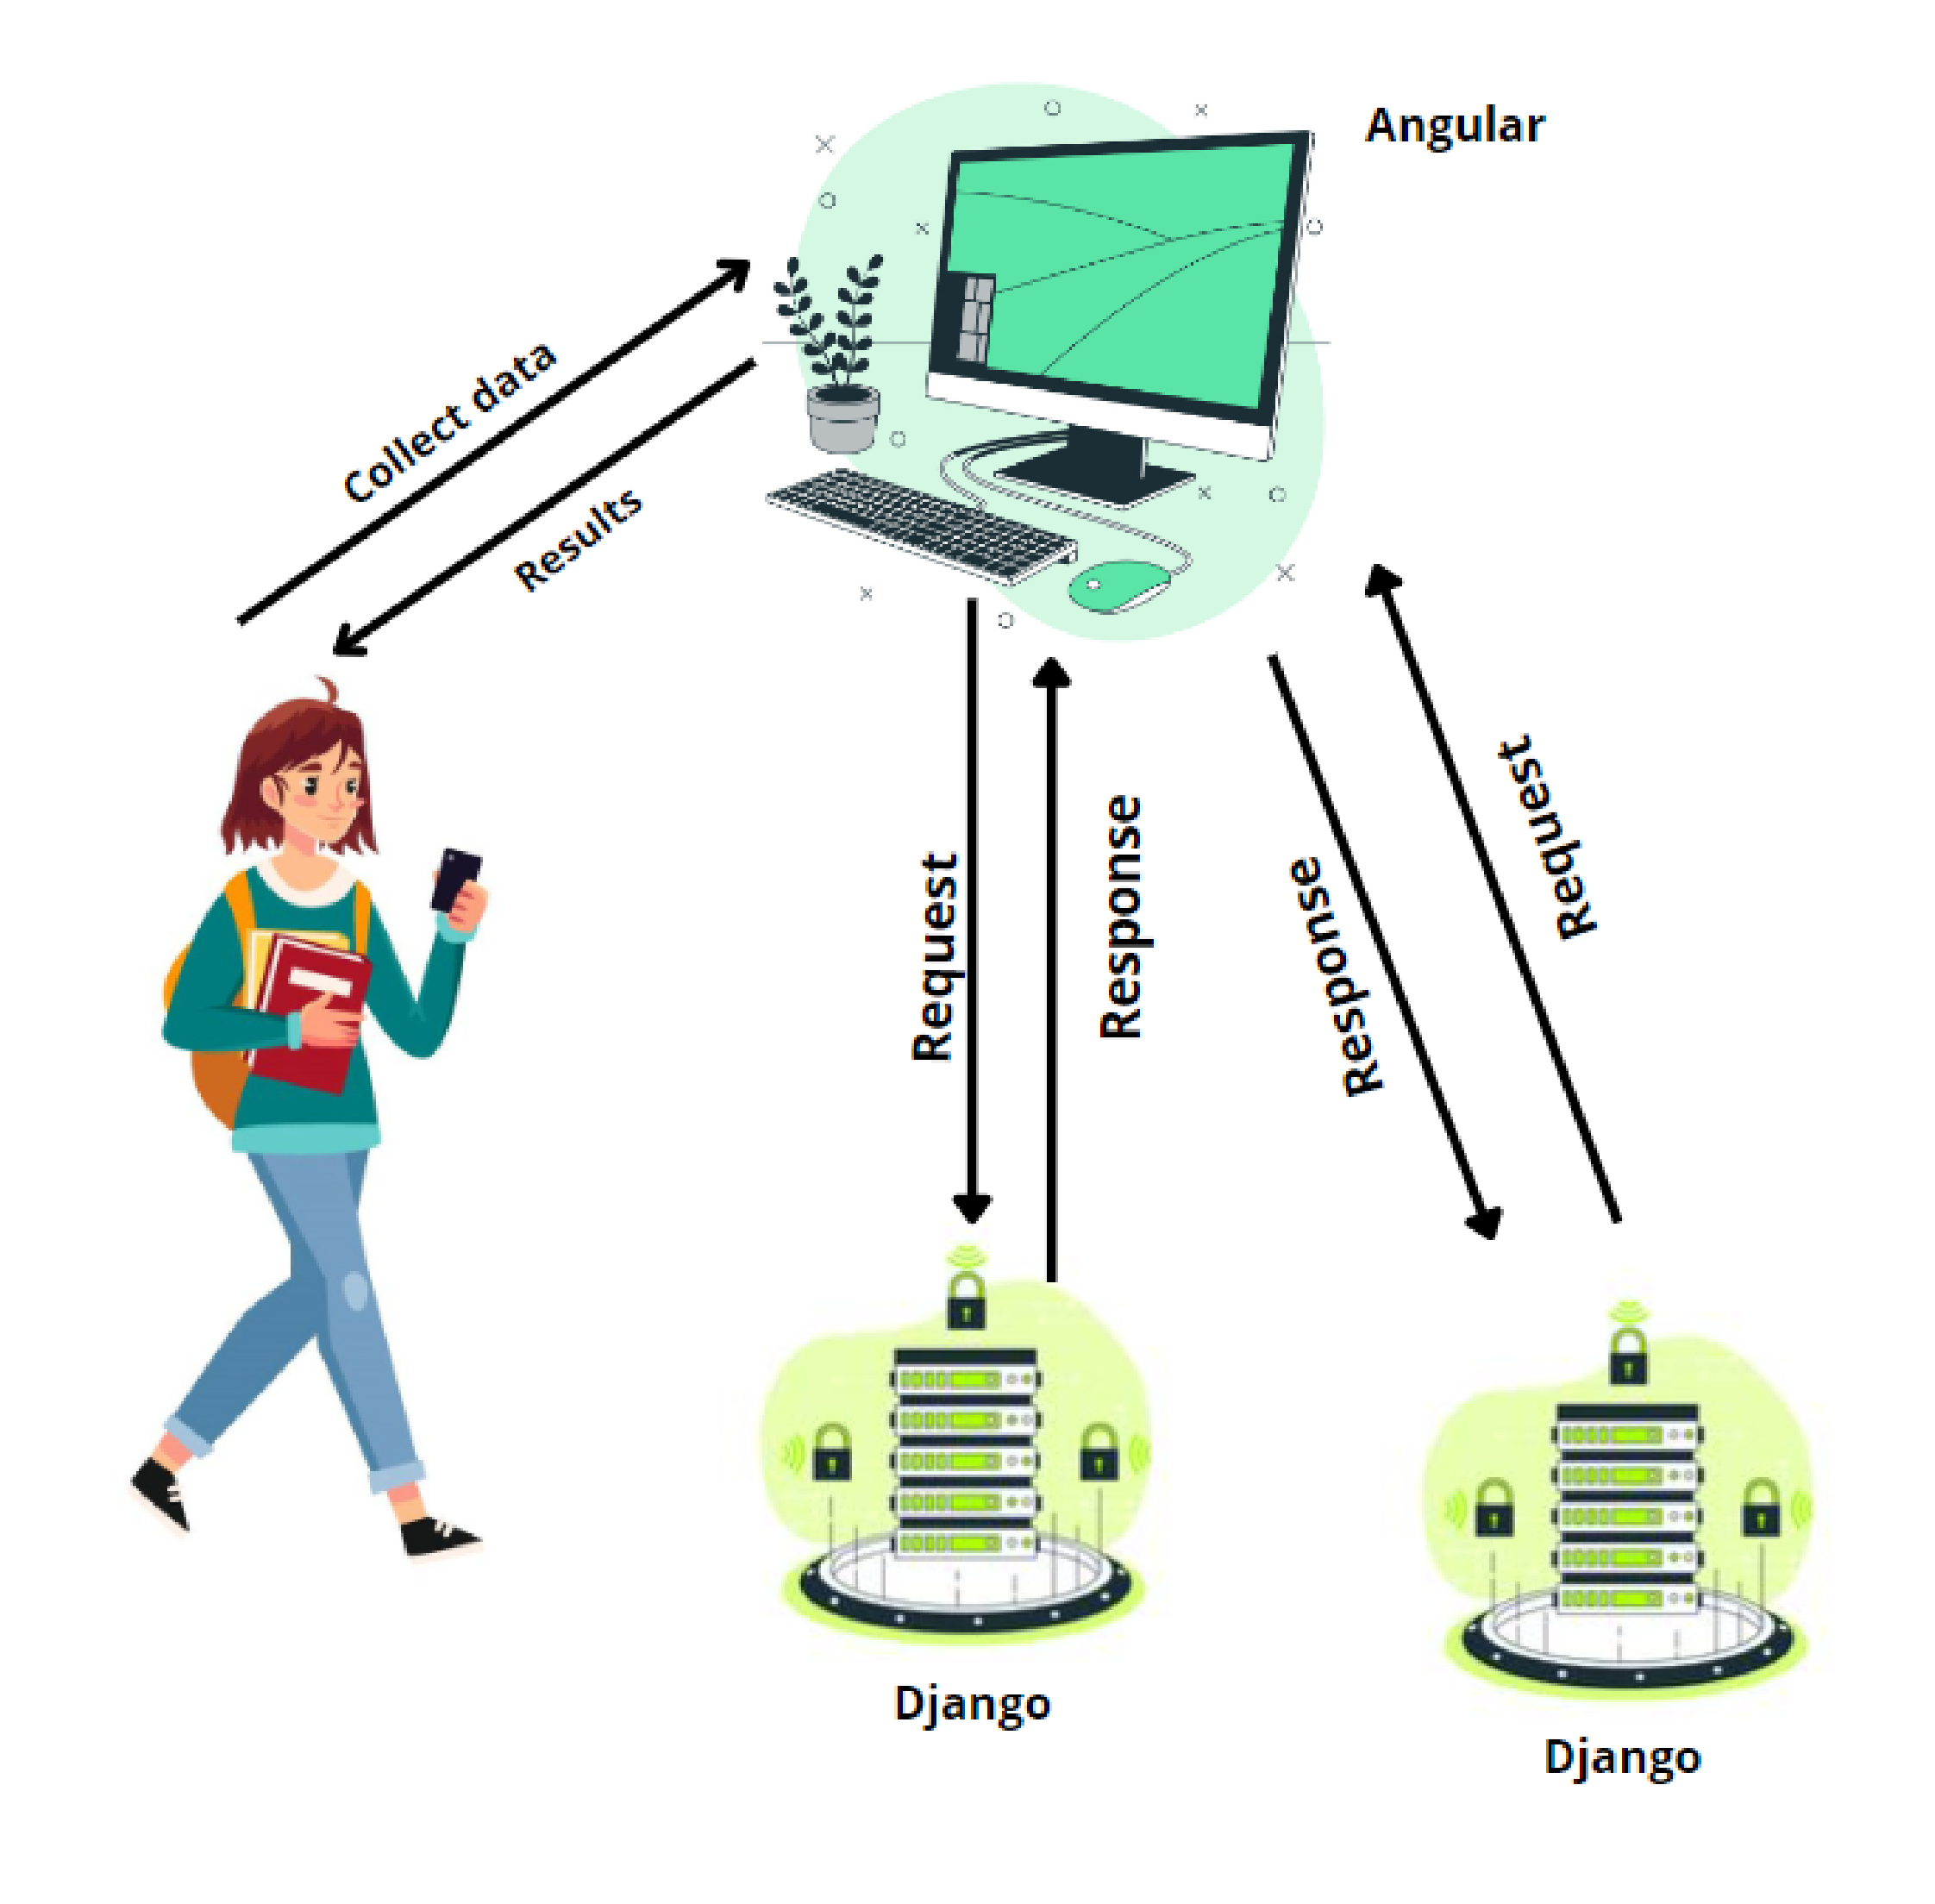 Angular
Collect data
Results
Request
Response
Response
Request
Django
Django